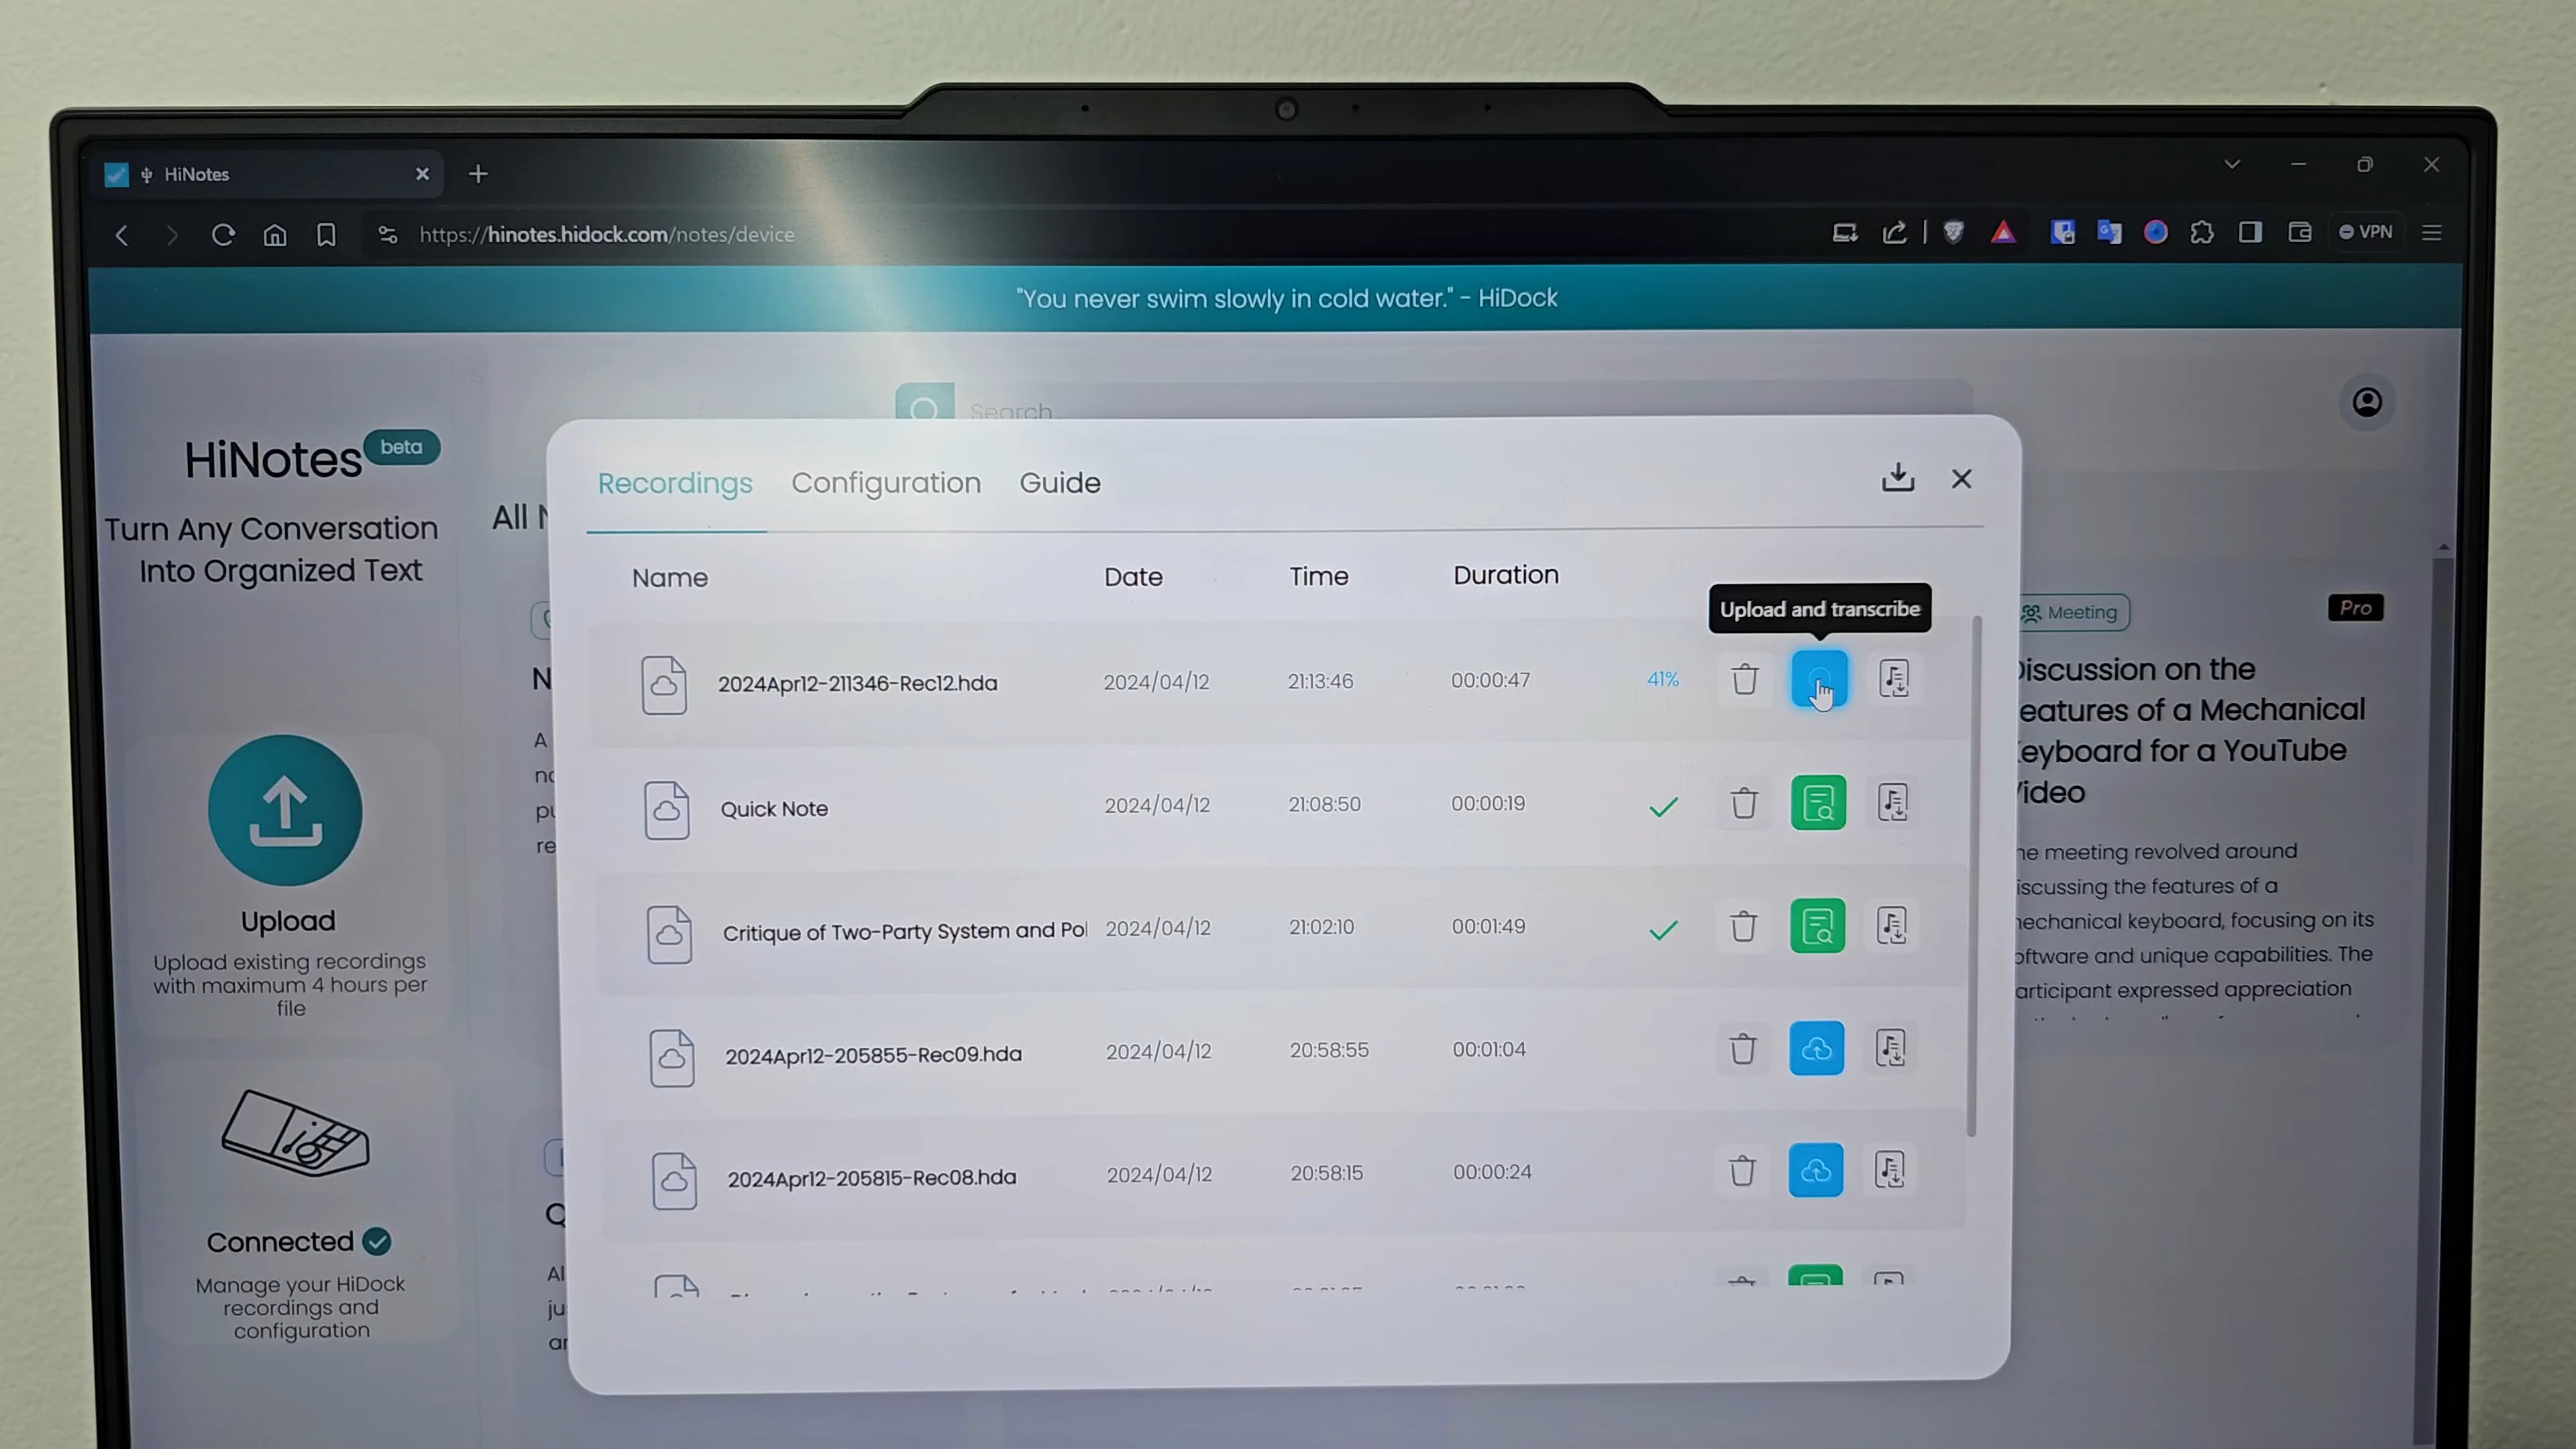 HiNotes
https://hinotes.hidock.com/notes/device
VPN
"You never swim slowly in cold water." - HiDock
Search
HiNotes beta
Turn Any Conversation
Into Organized Text
All
Upload
Upload existing recordings
with maximum 4 hours per
file
Connected
Manage your HiDock
recordings and
configuration
Recordings Configuration Guide
Name Date Time Duration
Upload and transcribe
2024Apr12-211346-Rec12.hda 2024/04/12 21:13:46 00:00:47 41%
Quick Note 2024/04/12 21:08:50 00:00:19
Critique of Two-Party System and Pol 2024/04/12 21:02:10 00:01:49
2024Apr12-205855-Rec09.hda 2024/04/12 20:58:55 00:01:04
2024Apr12-205815-Rec08.hda 2024/04/12 20:58:15 00:00:24
Meeting Pro
iscussion on the
eatures of a Mechanical
eyboard for a YouTube
ideo
he meeting revolved around
iscussing the features of a
echanical keyboard, focusing on its
oftware and unique capabilities. The
articipant expressed appreciation